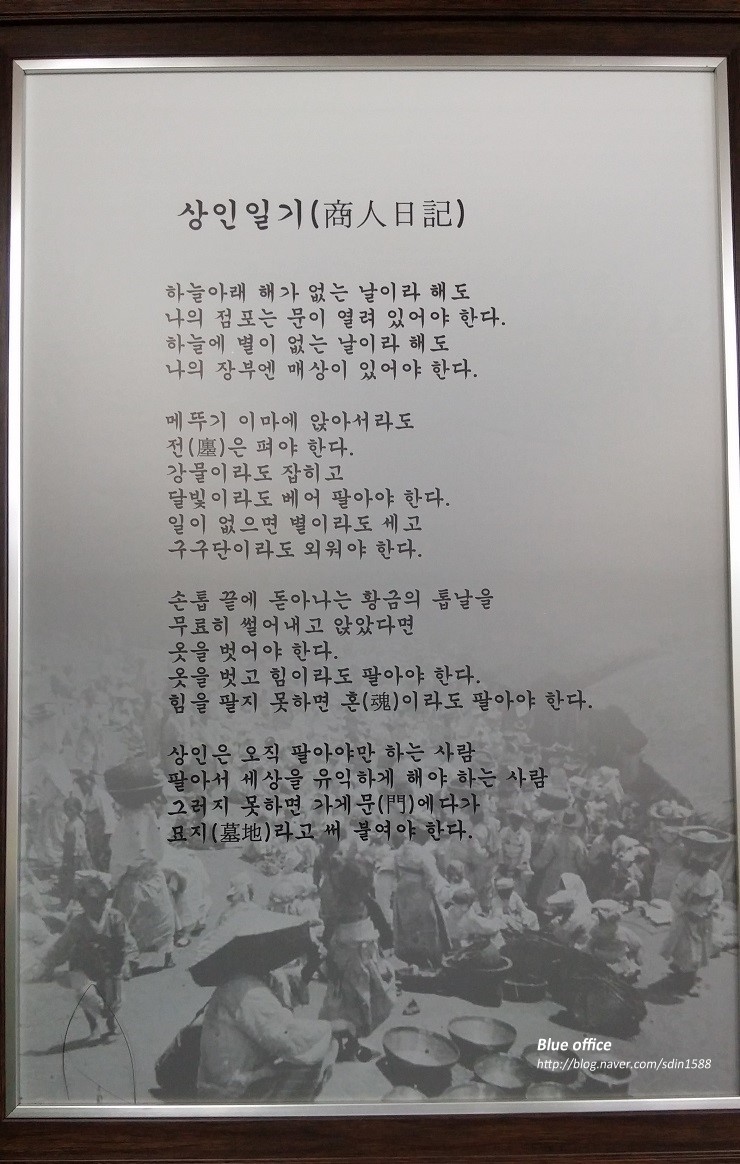 상인일기(商人日記)
하늘아래 해가 없는 날이라 해도
나의 점포는 문이 열려 있어야 한다.
하늘에 별이 없는 날이라 해도
나의 장부엔 매상이 있어야 한다.
메뚜기 이마에 앉아서라도
전(廛)은 펴야 한다.
강물이라도 잡히고
달빛이라도 베어 팔아야 한다.
일이 없으면 별이라도 세고
구구단이라도 외워야 한다.
손톱 끝에 돋아나는 황금의 톱날을
무료히 썰어내고 앉았다면
옷을 벗어야 한다.
옷을 벗고 힘이라도 팔아야 한다.
힘을 팔지 못하면 혼(魂)이라도 팔아야 한다.
상인은 오직 팔아야만 하는 사람
팔아서 세상을 유익하게 해야 하는 사람
그러지 못하면 가게문(門)에다가
묘지(墓地)라고 써 붙여야 한다.
Blue office
http://blog.naver.com/sdin1588